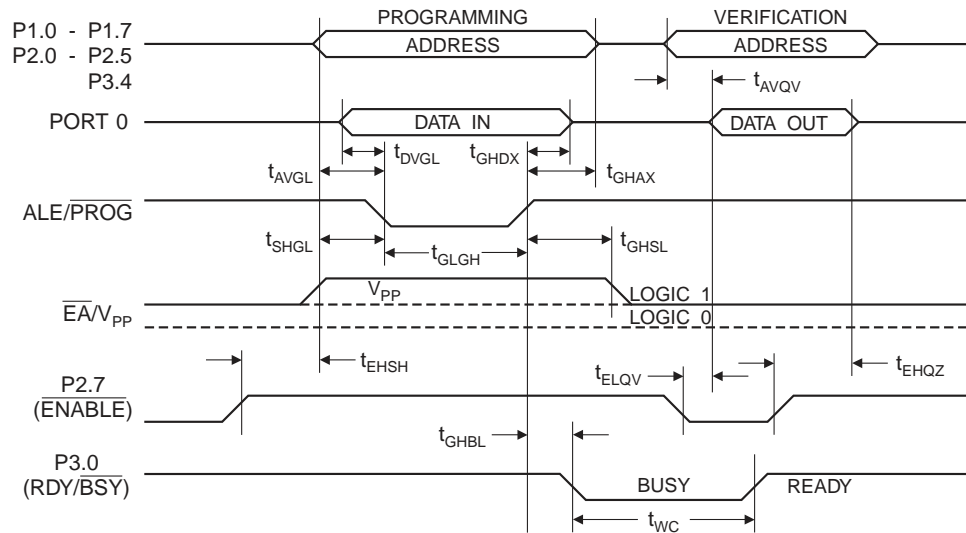 PROGRAMMING VERIFICATION
P1.0 - P1.7
P2.0 - P2.5
P3.4
ADDRESS ADDRESS
tAVQV
PORT 0 DATA IN DATA OUT
tDVGL tGHDX
tAVGL tGHAX
ALE/PROG
tSHGL tGLGH tGHSL
VPP LOGIC 1
EA/VPP LOGIC 0
tEHSH tELQV tEHQZ
P2.7
(ENABLE)
tGHBL
P3.0
(RDY/BSY) BUSY READY
tWC